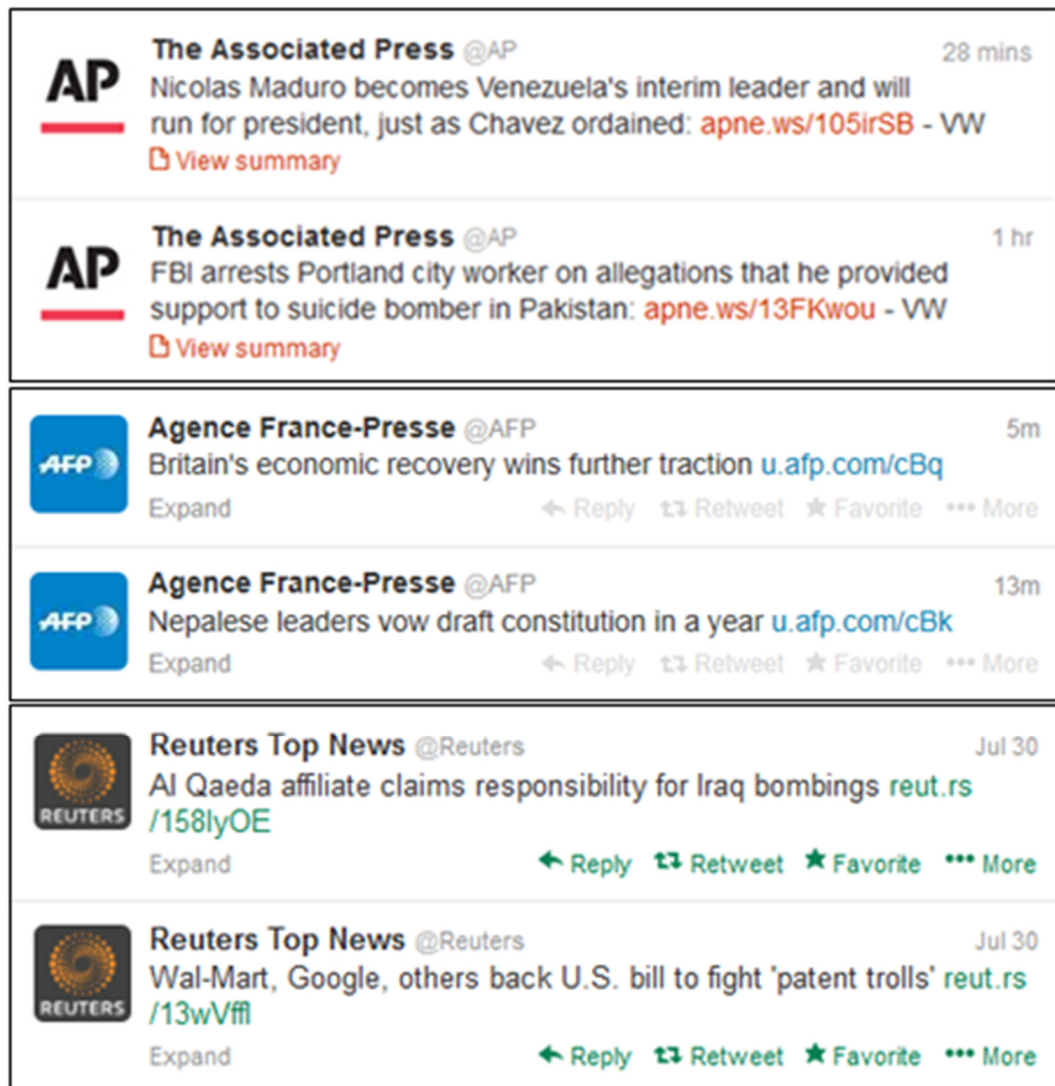 The Associated Press @AP 28 mins
AP
Nicolas Maduro becomes Venezuela's interim leader and will
run for president, just as Chavez ordained: apne.ws/105irSB - VW
View summary
The Associated Press @AP 1 hr
AP
FBI arrests Portland city worker on allegations that he provided
support to suicide bomber in Pakistan: apne.ws/13FKwou - VW
View summary
Agence France-Presse @AFP 5m
AFP
Britain's economic recovery wins further traction u.afp.com/cBq
Expand Reply Retweet Favorite More
Agence France-Presse @AFP 13m
AFP
Nepalese leaders vow draft constitution in a year u.afp.com/cBk
Expand Reply Retweet Favorite More
Reuters Top News @Reuters Jul 30
Al Qaeda affiliate claims responsibility for Iraq bombings reut.rs
REUTERS
/158IyOE
Expand Reply Retweet Favorite More
Reuters Top News @Reuters Jul 30
Wal-Mart, Google, others back U.S. bill to fight 'patent trolls' reut.rs
REUTERS
/13wVffl
Expand Reply Retweet Favorite More